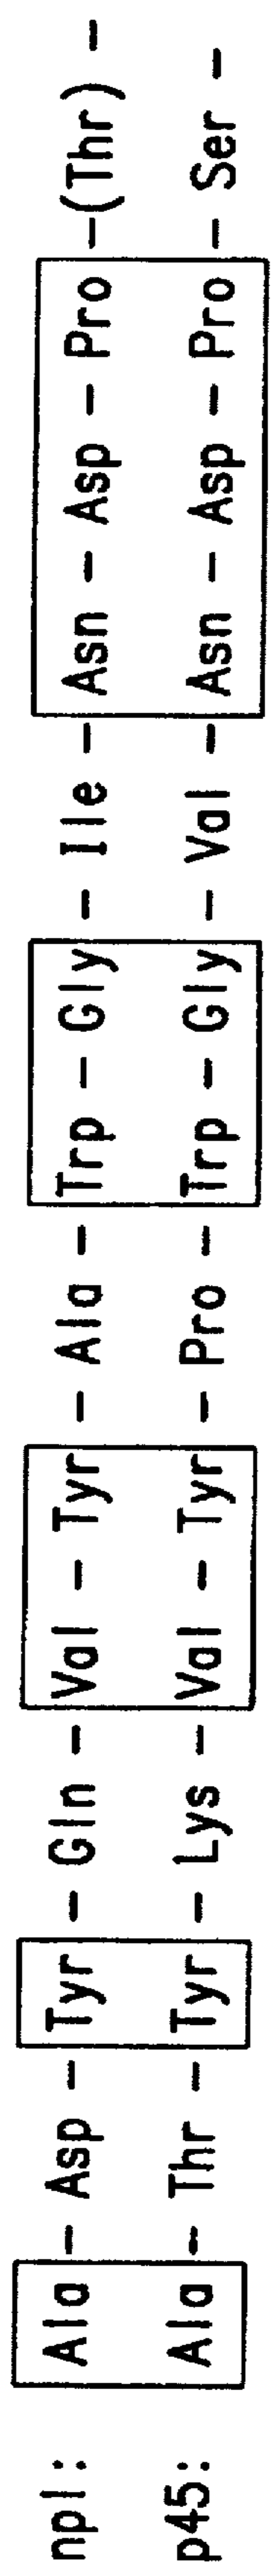 npl: Ala - Asp - Tyr - Gln - Val - Tyr - Ala - Trp - Gly - Ile - Asn - Asp - Pro -(Thr) -
p45: Ala - Thr - Tyr - Lys - Val - Tyr - Pro - Trp - Gly - Val - Asn - Asp - Pro - Ser -